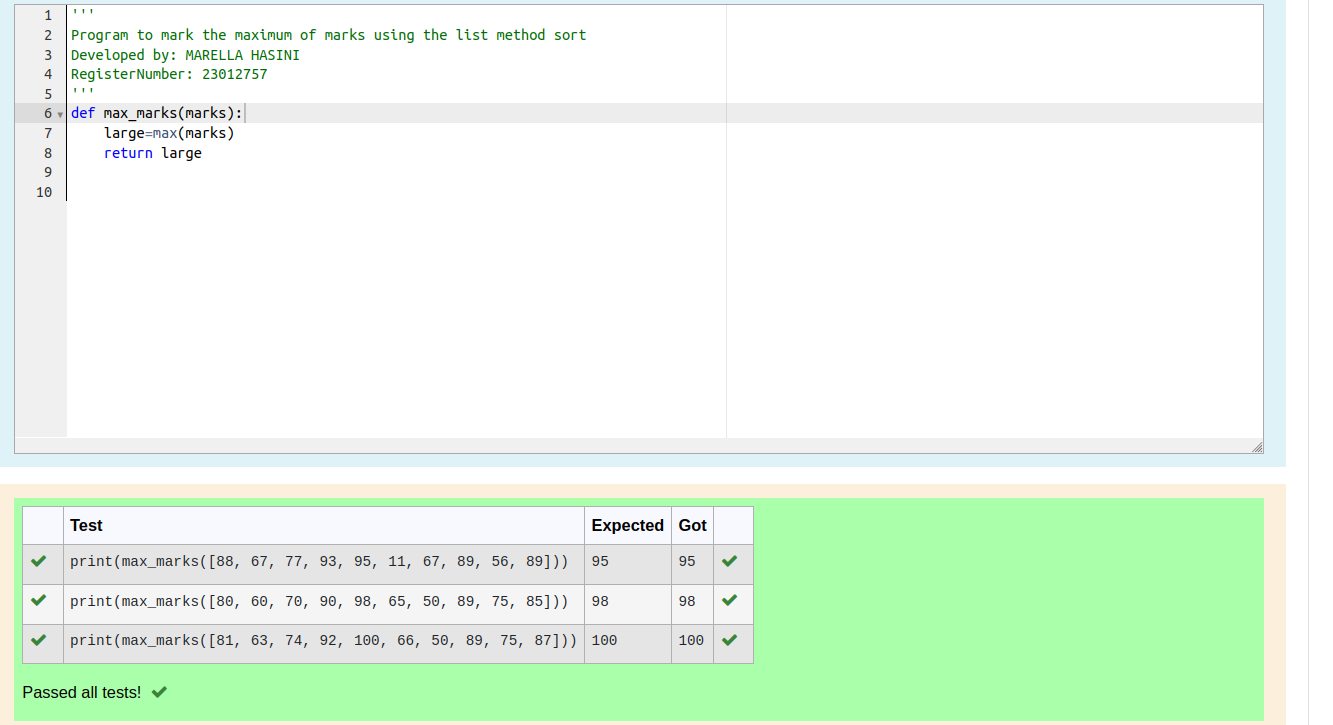 1 '''
2 Program to mark the maximum of marks using the list method sort
3 Developed by: MARELLA HASINI
4 RegisterNumber: 23012757
5 '''
6 def max_marks(marks):
7     large=max(marks)
8     return large
9
10
Test Expected Got
print(max_marks([88, 67, 77, 93, 95, 11, 67, 89, 56, 89])) 95 95
print(max_marks([80, 60, 70, 90, 98, 65, 50, 89, 75, 85])) 98 98
print(max_marks([81, 63, 74, 92, 100, 66, 50, 89, 75, 87])) 100 100
Passed all tests!